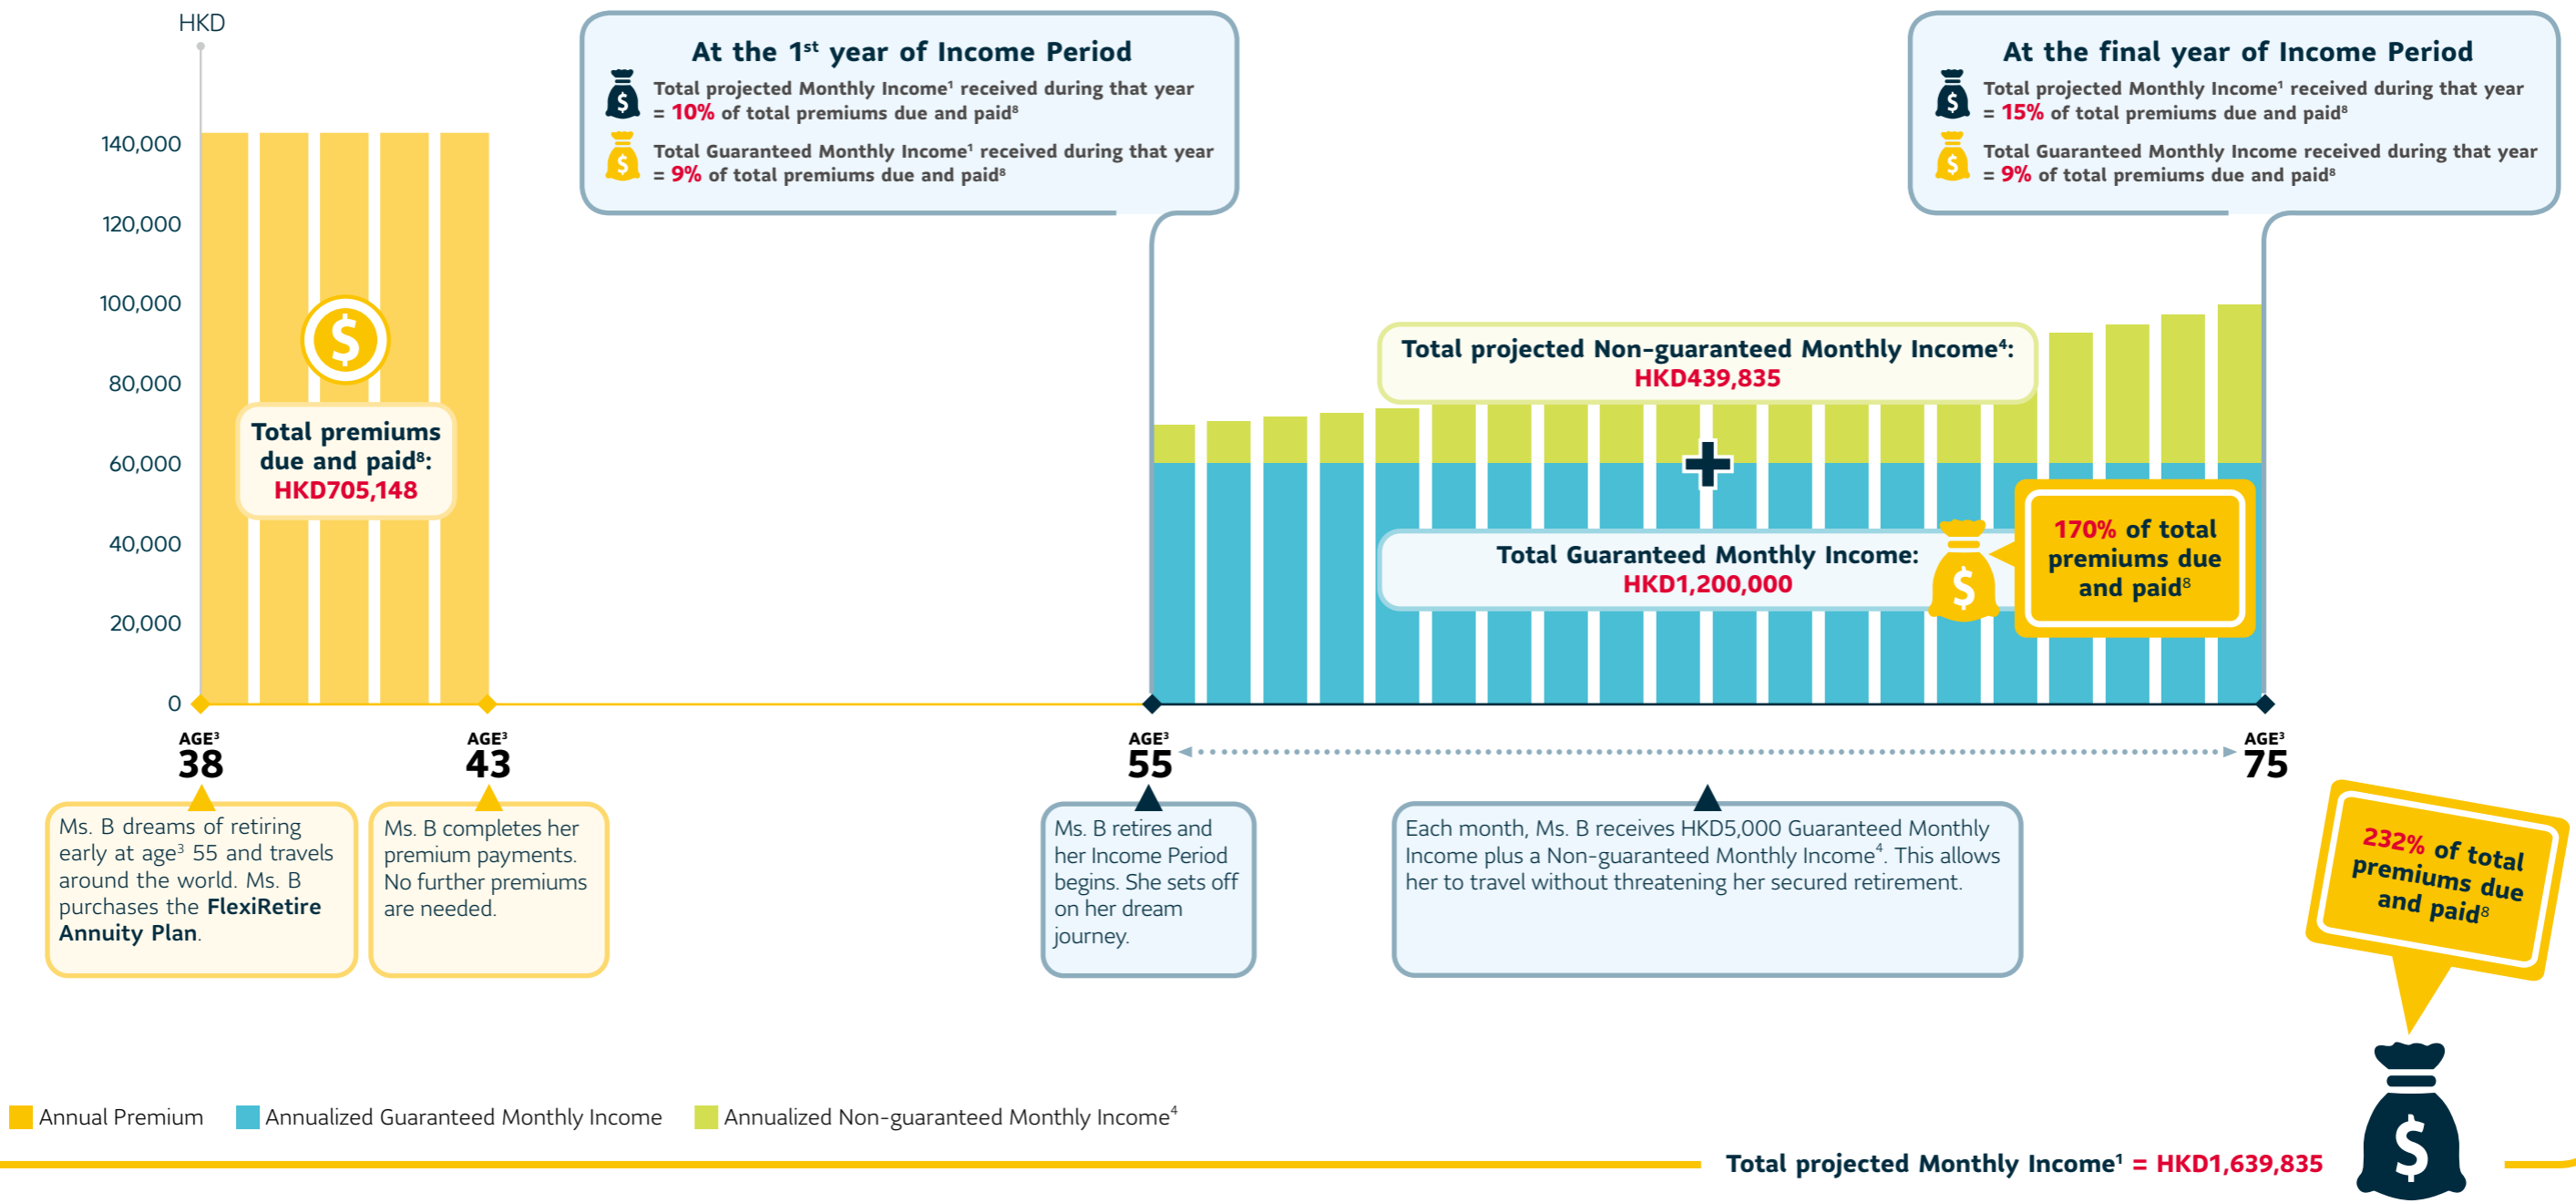 HKD
140,000
120,000
100,000
80,000
60,000
40,000
20,000
0
Total premiums
due and paid⁸:
HKD705,148
At the 1ˢᵗ year of Income Period
Total projected Monthly Income¹ received during that year
= 10% of total premiums due and paid⁸
Total Guaranteed Monthly Income¹ received during that year
= 9% of total premiums due and paid⁸
At the final year of Income Period
Total projected Monthly Income¹ received during that year
= 15% of total premiums due and paid⁸
Total Guaranteed Monthly Income received during that year
= 9% of total premiums due and paid⁸
Total projected Non-guaranteed Monthly Income⁴:
HKD439,835
Total Guaranteed Monthly Income:
HKD1,200,000
170% of total
premiums due
and paid⁸
AGE³
38
AGE³
43
AGE³
55
AGE³
75
Ms. B dreams of retiring
early at age³ 55 and travels
around the world. Ms. B
purchases the FlexiRetire
Annuity Plan.
Ms. B completes her
premium payments.
No further premiums
are needed.
Ms. B retires and
her Income Period
begins. She sets off
on her dream
journey.
Each month, Ms. B receives HKD5,000 Guaranteed Monthly
Income plus a Non-guaranteed Monthly Income⁴. This allows
her to travel without threatening her secured retirement.
232% of total
premiums due
and paid⁸
Annual Premium
Annualized Guaranteed Monthly Income
Annualized Non-guaranteed Monthly Income⁴
Total projected Monthly Income¹ = HKD1,639,835